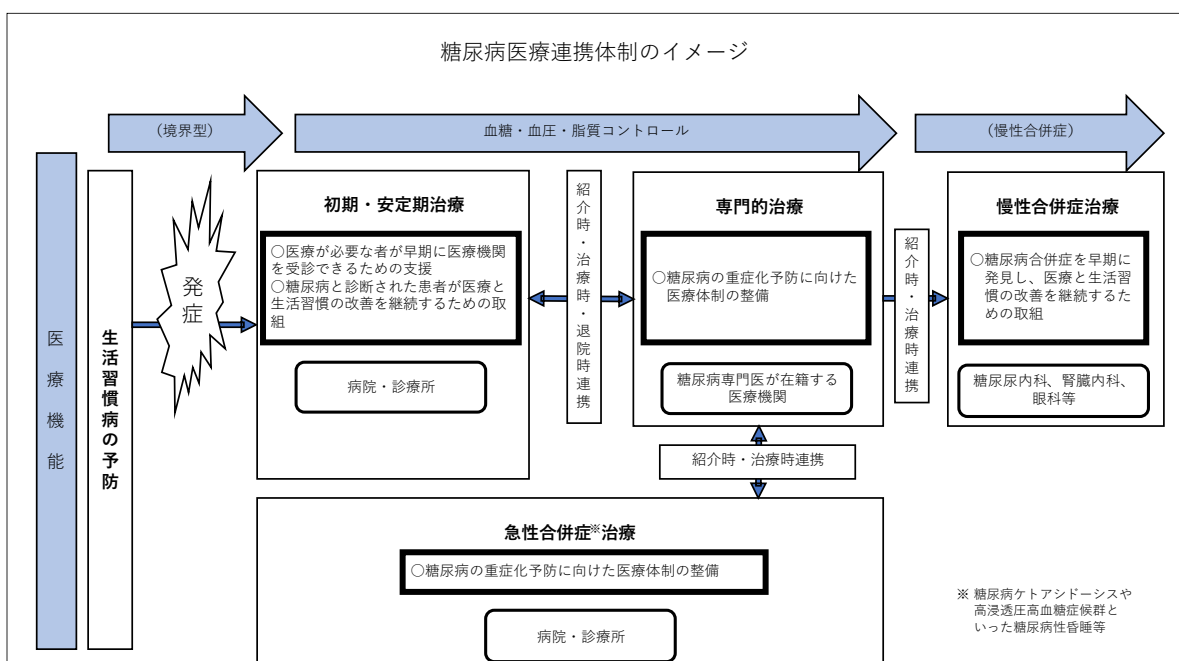 糖尿病医療連携体制のイメージ
（境界型）
血糖・血圧・脂質コントロール
（慢性合併症）
医療機能
生活習慣病の予防
発症
初期・安定期治療
○医療が必要な者が早期に医療機関
を受診できるための支援
○糖尿病と診断された患者が医療と
生活習慣の改善を継続するための取
組
病院・診療所
紹介時・治療時・退院時連携
専門的治療
○糖尿病の重症化予防に向けた
医療体制の整備
糖尿病専門医が在籍する
医療機関
紹介時・治療時連携
慢性合併症治療
○糖尿病合併症を早期に
発見し、医療と生活習
慣の改善を継続するた
めの取組
糖尿尿内科、腎臓内科、
眼科等
紹介時・治療時連携
急性合併症※治療
○糖尿病の重症化予防に向けた医療体制の整備
病院・診療所
※ 糖尿病ケトアシドーシスや
高浸透圧高血糖症候群と
いった糖尿病性昏睡等